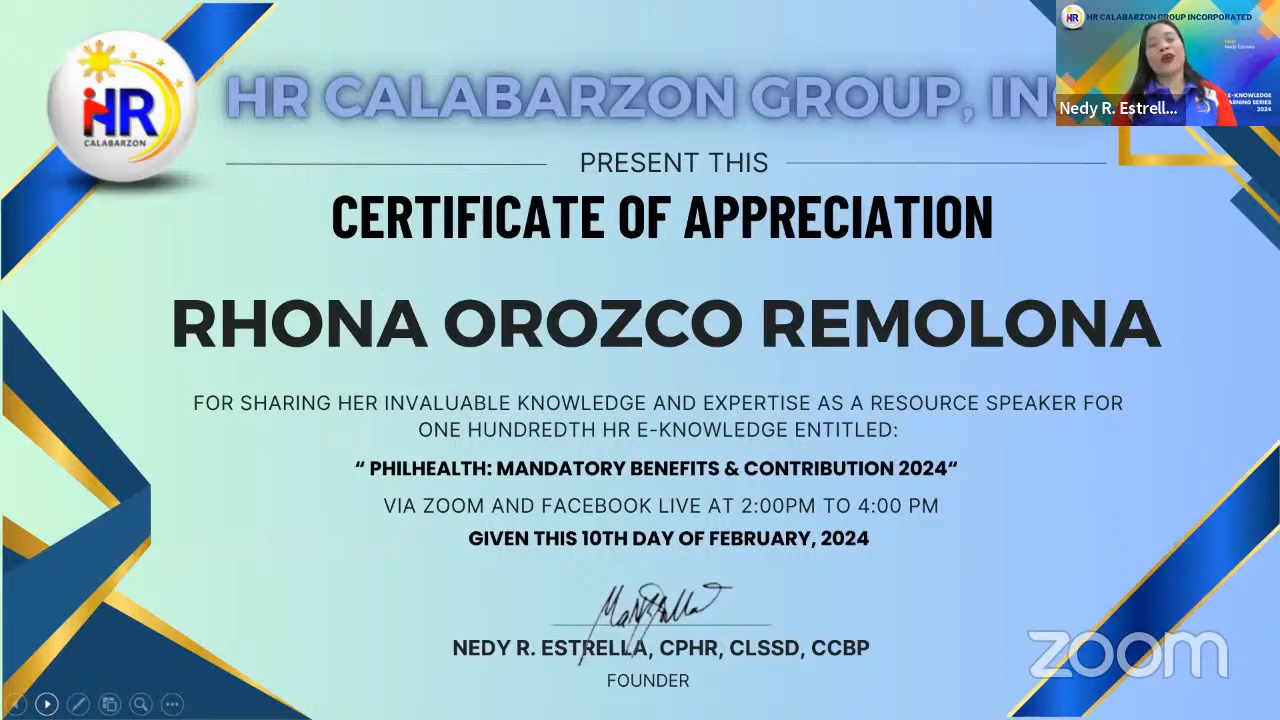 HR CALABARZON GROUP INCORPORATED
Nedy R. Estrell...
E-KNOWLEDGE
2024
HR
CALABARZON
HR CALABARZON GROUP, IN
PRESENT THIS
CERTIFICATE OF APPRECIATION
RHONA OROZCO REMOLONA
FOR SHARING HER INVALUABLE KNOWLEDGE AND EXPERTISE AS A RESOURCE SPEAKER FOR
ONE HUNDREDTH HR E-KNOWLEDGE ENTITLED:
“ PHILHEALTH: MANDATORY BENEFITS & CONTRIBUTION 2024“
VIA ZOOM AND FACEBOOK LIVE AT 2:00PM TO 4:00 PM
GIVEN THIS 10TH DAY OF FEBRUARY, 2024
NEDY R. ESTRELLA, CPHR, CLSSD, CCBP
FOUNDER
zoom